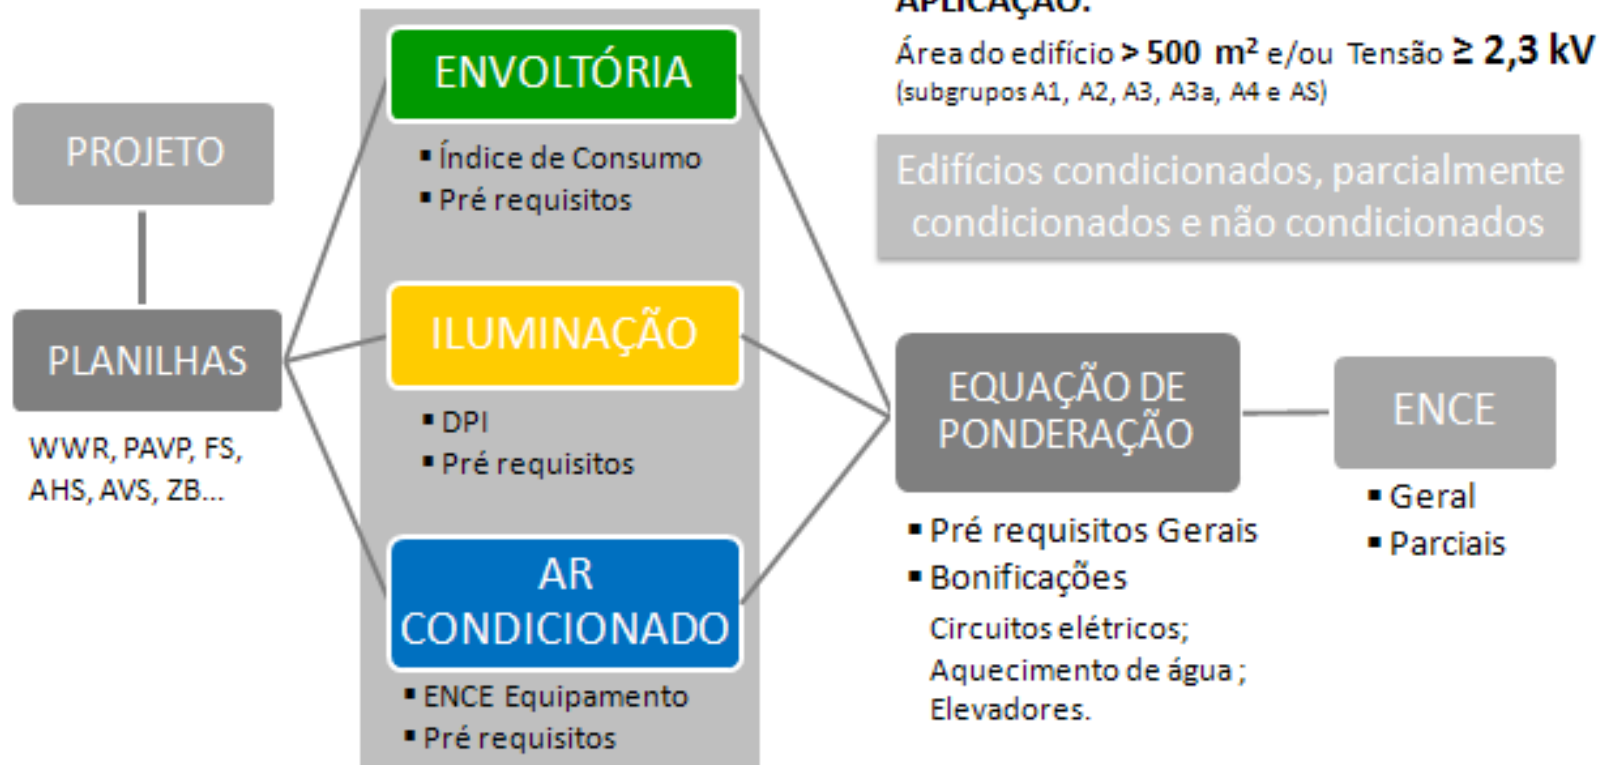 APLICAÇÃO:
Área do edifício > 500 m² e/ou Tensão ≥ 2,3 kV
(subgrupos A1, A2, A3, A3a, A4 e AS)
Edifícios condicionados, parcialmente
condicionados e não condicionados
PROJETO
PLANILHAS
WWR, PAVP, FS,
AHS, AVS, ZB...
ENVOLTÓRIA
▪ Índice de Consumo
▪ Pré requisitos
ILUMINAÇÃO
▪ DPI
▪ Pré requisitos
AR
CONDICIONADO
▪ ENCE Equipamento
▪ Pré requisitos
EQUAÇÃO DE
PONDERAÇÃO
▪ Pré requisitos Gerais
▪ Bonificações
Circuitos elétricos;
Aquecimento de água ;
Elevadores.
ENCE
▪ Geral
▪ Parciais